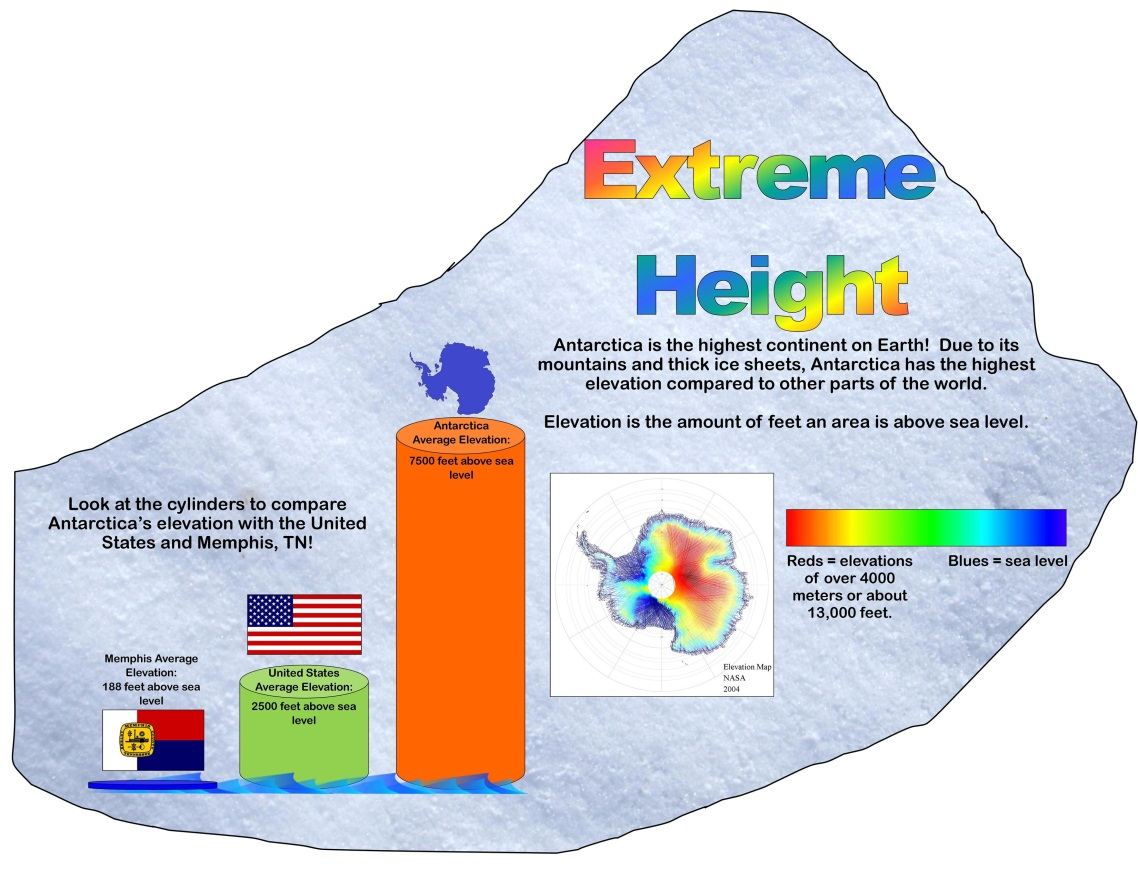 Extreme
Height
Antarctica is the highest continent on Earth!  Due to its
mountains and thick ice sheets, Antarctica has the highest
elevation compared to other parts of the world.
Elevation is the amount of feet an area is above sea level.
Look at the cylinders to compare
Antarctica’s elevation with the United
States and Memphis, TN!
Memphis Average
Elevation:
188 feet above sea
level
United States
Average Elevation:
2500 feet above sea
level
Antarctica
Average Elevation:
7500 feet above sea
level
Elevation Map
NASA
2004
Reds = elevations
of over 4000
meters or about
13,000 feet.
Blues = sea level